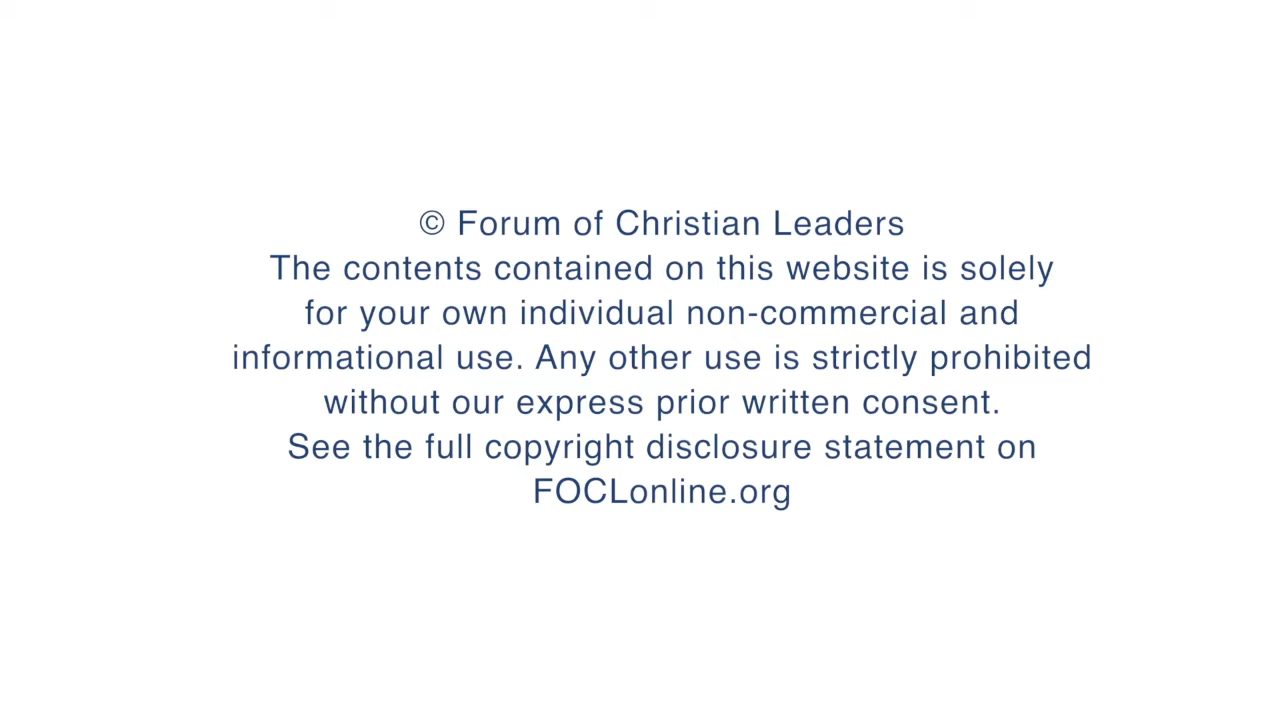 © Forum of Christian Leaders
The contents contained on this website is solely
for your own individual non-commercial and
informational use. Any other use is strictly prohibited
without our express prior written consent.
See the full copyright disclosure statement on
FOCLonline.org